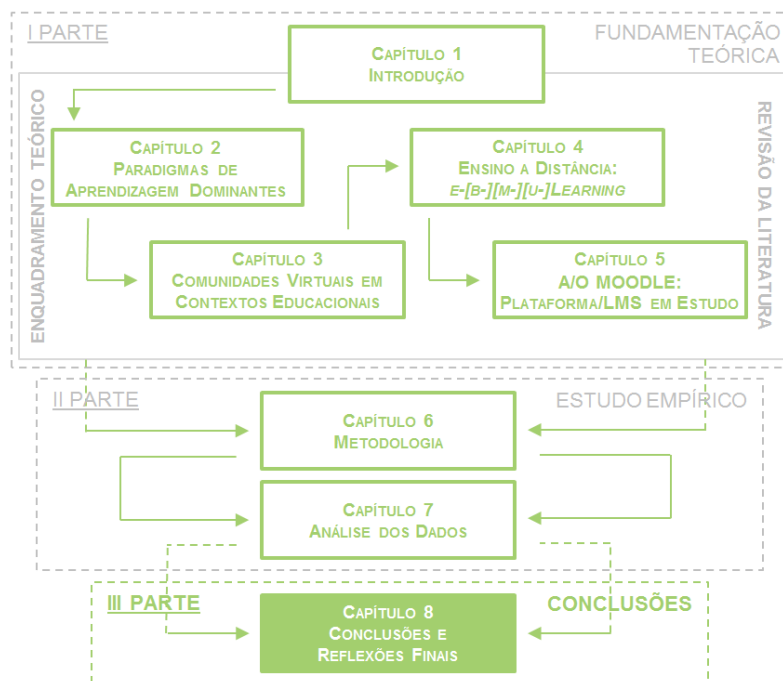 I PARTE
FUNDAMENTAÇÃO
TEÓRICA
CAPÍTULO 1
INTRODUÇÃO
ENQUADRAMENTO TEÓRICO
REVISÃO DA LITERATURA
CAPÍTULO 2
PARADIGMAS DE
APRENDIZAGEM DOMINANTES
CAPÍTULO 4
ENSINO A DISTÂNCIA:
E-[B-][M-][U-]LEARNING
CAPÍTULO 3
COMUNIDADES VIRTUAIS EM
CONTEXTOS EDUCACIONAIS
CAPÍTULO 5
A/O MOODLE:
PLATAFORMA/LMS EM ESTUDO
II PARTE
ESTUDO EMPÍRICO
CAPÍTULO 6
METODOLOGIA
CAPÍTULO 7
ANÁLISE DOS DADOS
III PARTE
CONCLUSÕES
CAPÍTULO 8
CONCLUSÕES E
REFLEXÕES FINAIS